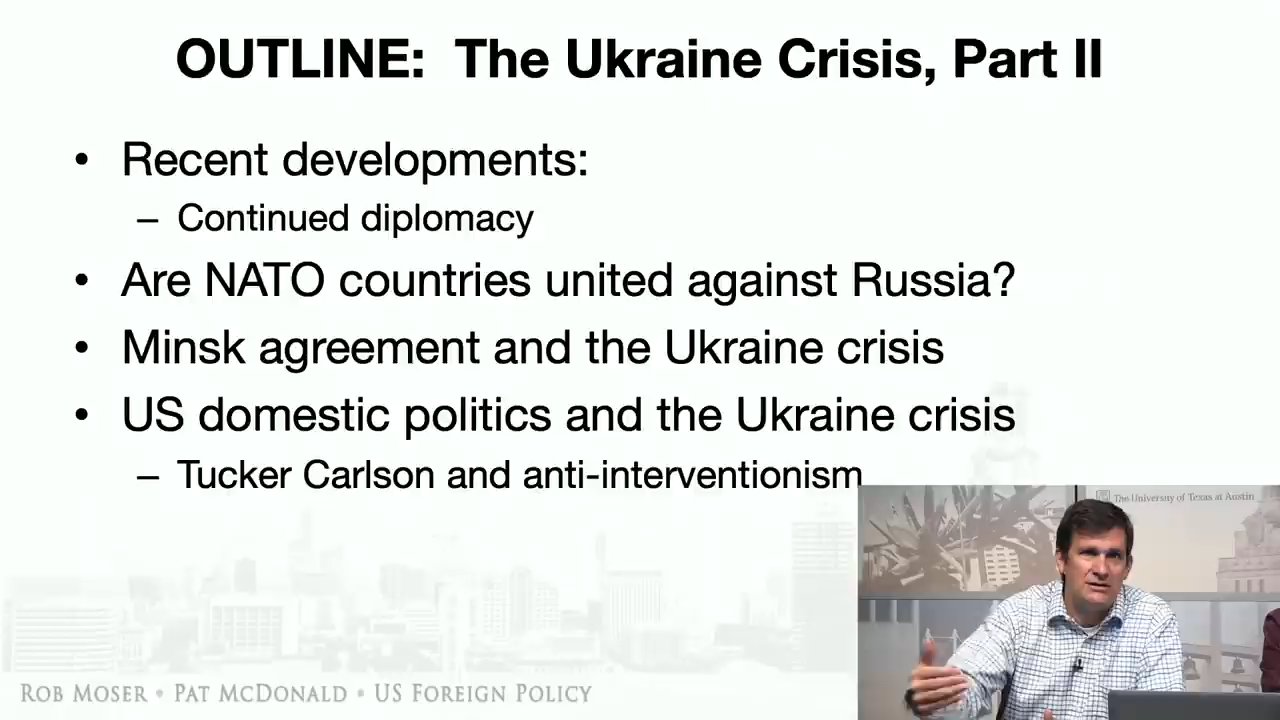 OUTLINE: The Ukraine Crisis, Part II
• Recent developments:
– Continued diplomacy
• Are NATO countries united against Russia?
• Minsk agreement and the Ukraine crisis
• US domestic politics and the Ukraine crisis
– Tucker Carlson and anti-interventionism
The University of Texas at Austin
ROB MOSER • PAT MCDONALD • US FOREIGN POLICY